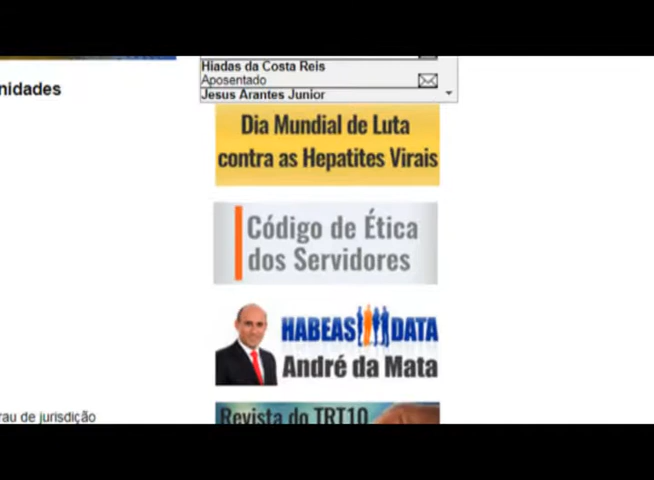 Hiadas da Costa Reis
Aposentado
Jesus Arantes Junior
nidades
Dia Mundial de Luta
contra as Hepatites Virais
Código de Ética
dos Servidores
HABEAS DATA
André da Mata
Revista do TRT10
rau de jurisdição